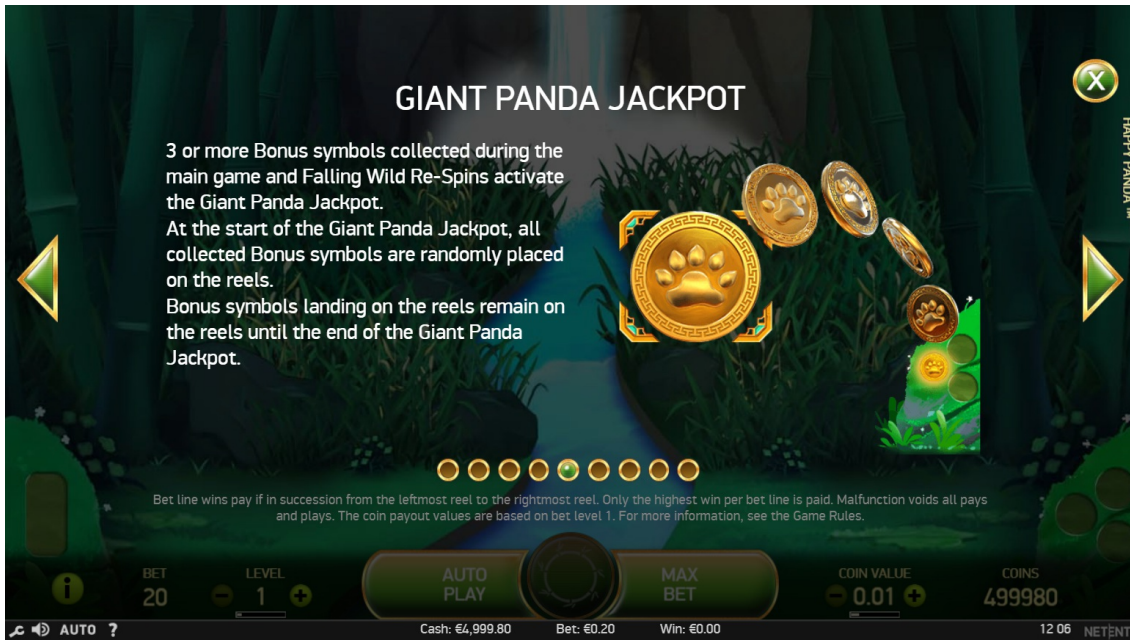 GIANT PANDA JACKPOT
X
HAPPY PANDA™
3 or more Bonus symbols collected during the
main game and Falling Wild Re-Spins activate
the Giant Panda Jackpot.
At the start of the Giant Panda Jackpot, all
collected Bonus symbols are randomly placed
on the reels.
Bonus symbols landing on the reels remain on
the reels until the end of the Giant Panda
Jackpot.
Bet line wins pay if in succession from the leftmost reel to the rightmost reel. Only the highest win per bet line is paid. Malfunction voids all pays
and plays. The coin payout values are based on bet level 1. For more information, see the Game Rules.
i
BET
20
LEVEL
- 1 +
AUTO
PLAY
MAX
BET
COIN VALUE
- 0.01 +
COINS
499980
AUTO ? Cash: €4,999.80 Bet: €0.20 Win: €0.00 12 06 NETENT